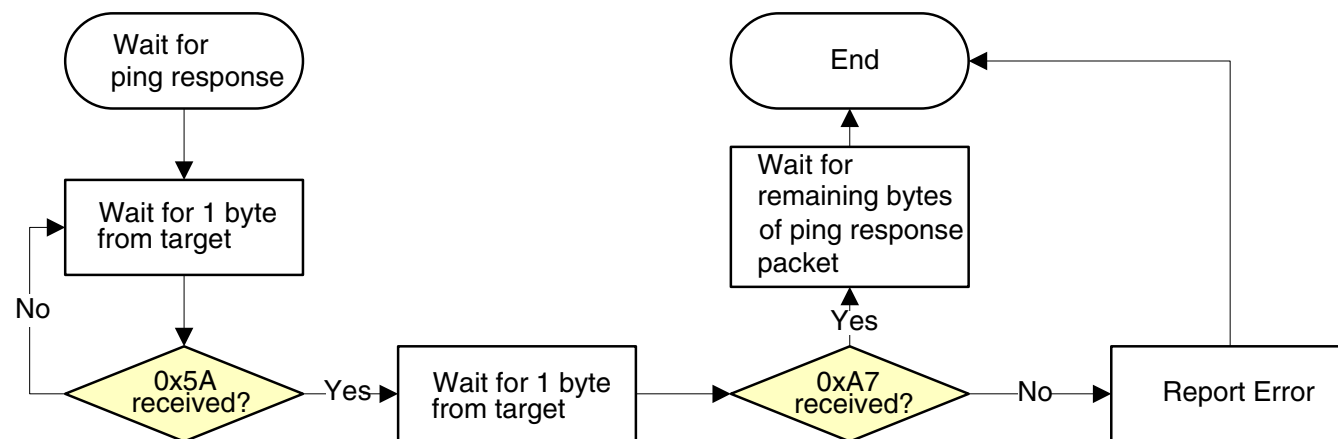 Wait for
ping response
Wait for 1 byte
from target
No
0x5A
received?
Yes
Wait for 1 byte
from target
0xA7
received?
Yes
Wait for
remaining bytes
of ping response
packet
End
No
Report Error